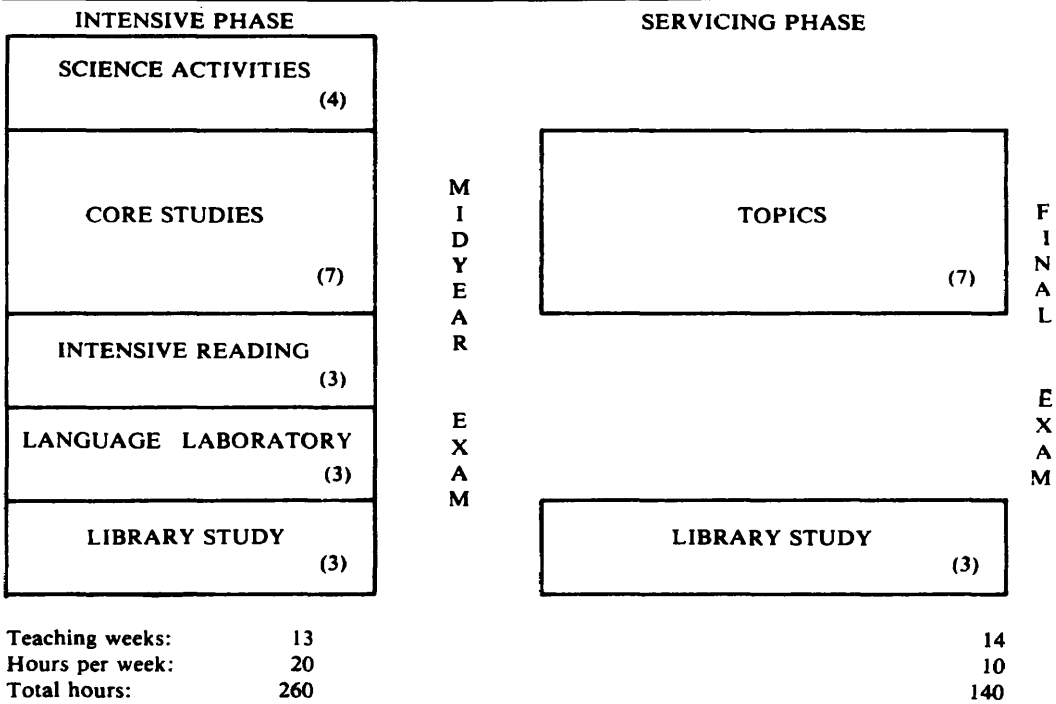 INTENSIVE PHASE
SCIENCE ACTIVITIES
(4)
CORE STUDIES
(7)
INTENSIVE READING
(3)
LANGUAGE LABORATORY
(3)
LIBRARY STUDY
(3)
MIDYEAR EXAM
SERVICING PHASE
TOPICS
(7)
LIBRARY STUDY
(3)
FINAL EXAM
Teaching weeks: 13 14
Hours per week: 20 10
Total hours: 260 140